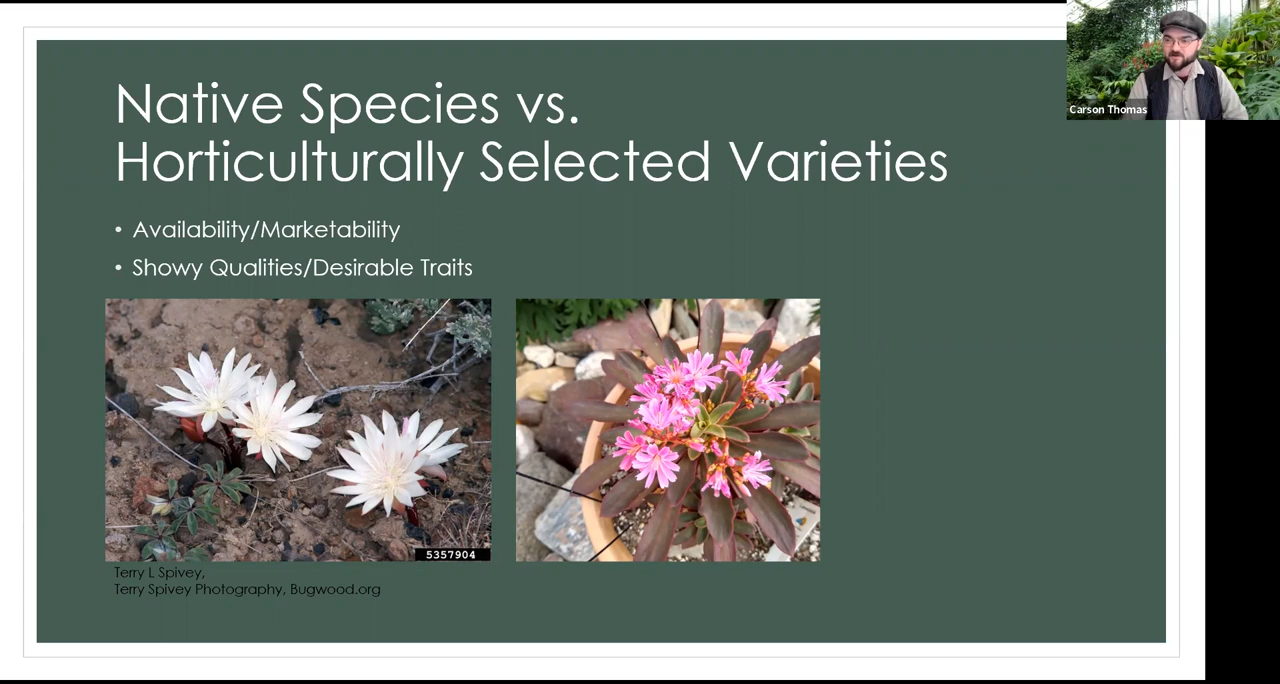 Native Species vs.
Horticulturally Selected Varieties
• Availability/Marketability
• Showy Qualities/Desirable Traits
5357904
Terry L Spivey,
Terry Spivey Photography, Bugwood.org
Carson Thomas